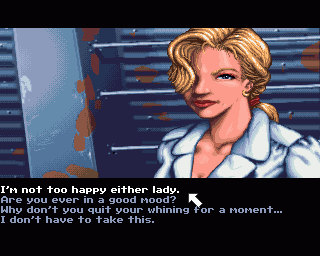 I'm not too happy either lady.
Are you ever in a good mood?
Why don't you quit your whining for a moment...
I don't have to take this.